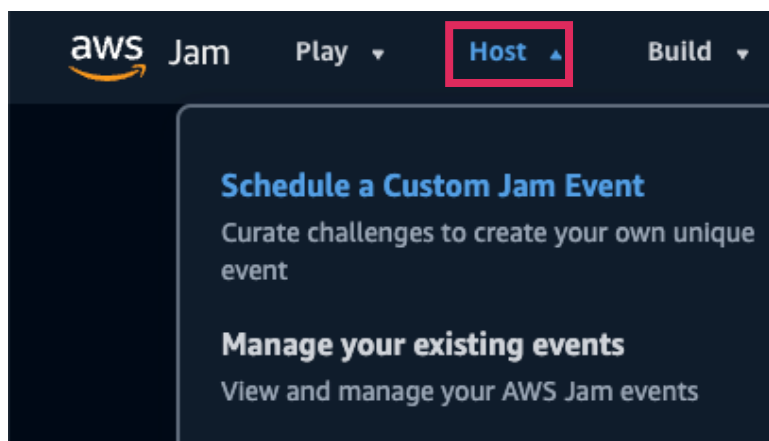 aws Jam Play Host Build
Schedule a Custom Jam Event
Curate challenges to create your own unique
event
Manage your existing events
View and manage your AWS Jam events